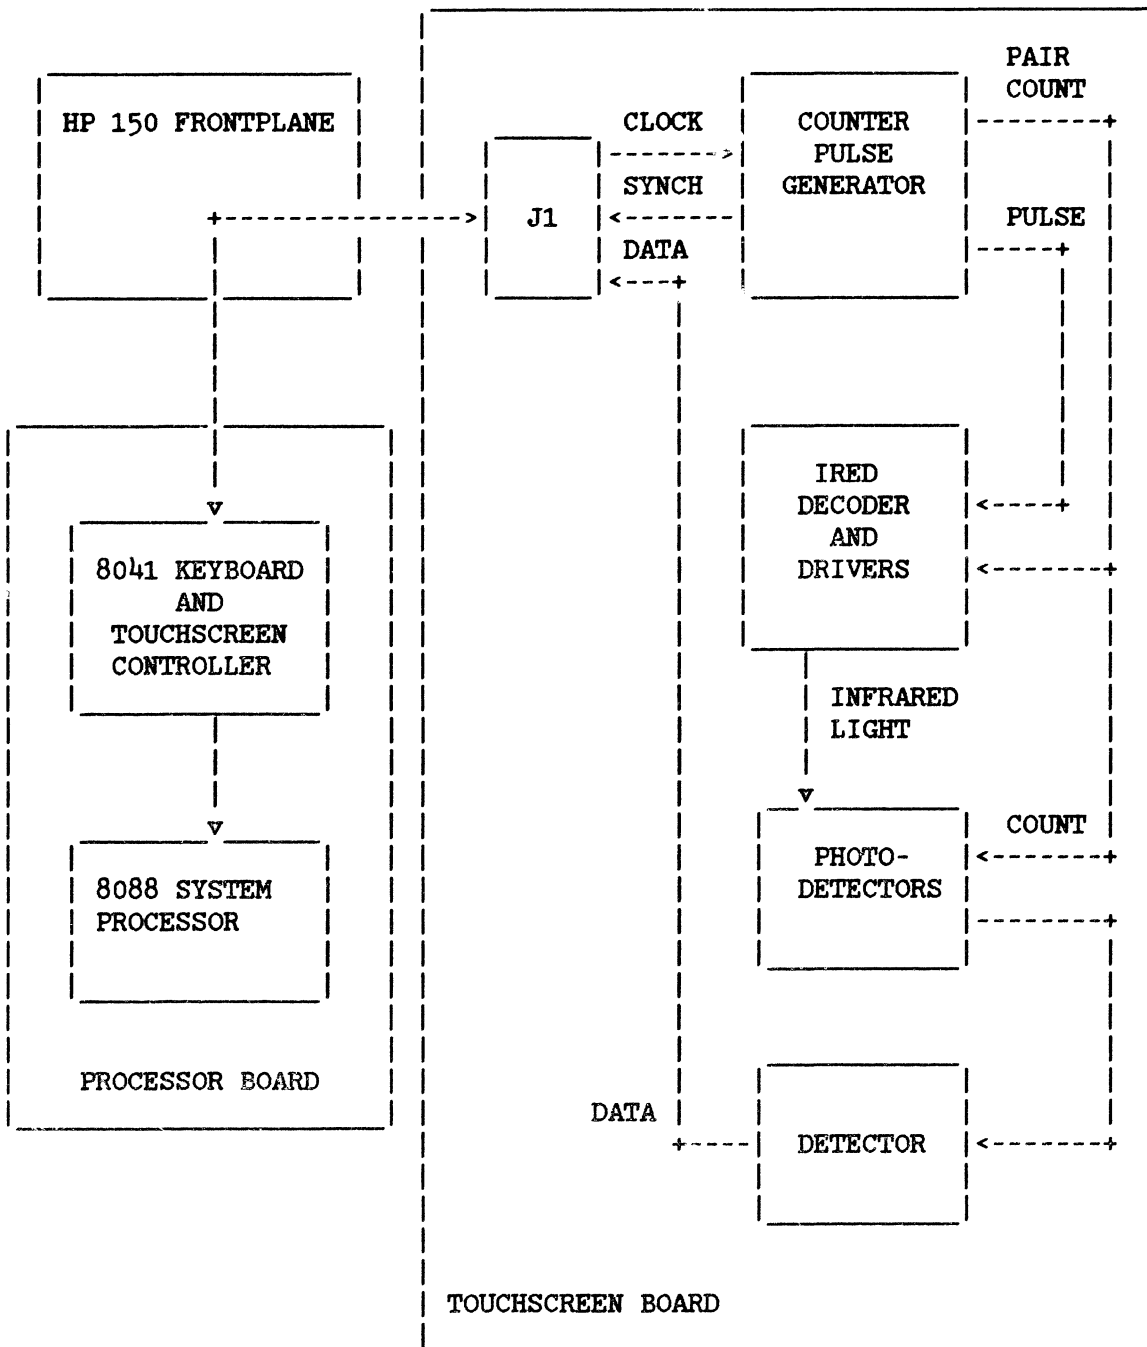 PAIR
COUNT
HP 150 FRONTPLANE
CLOCK
COUNTER
PULSE
GENERATOR
SYNCH
J1
PULSE
DATA
IRED
DECODER
AND
DRIVERS
8041 KEYBOARD
AND
TOUCHSCREEN
CONTROLLER
INFRARED
LIGHT
COUNT
PHOTO-
DETECTORS
8088 SYSTEM
PROCESSOR
PROCESSOR BOARD
DATA
DETECTOR
TOUCHSCREEN BOARD